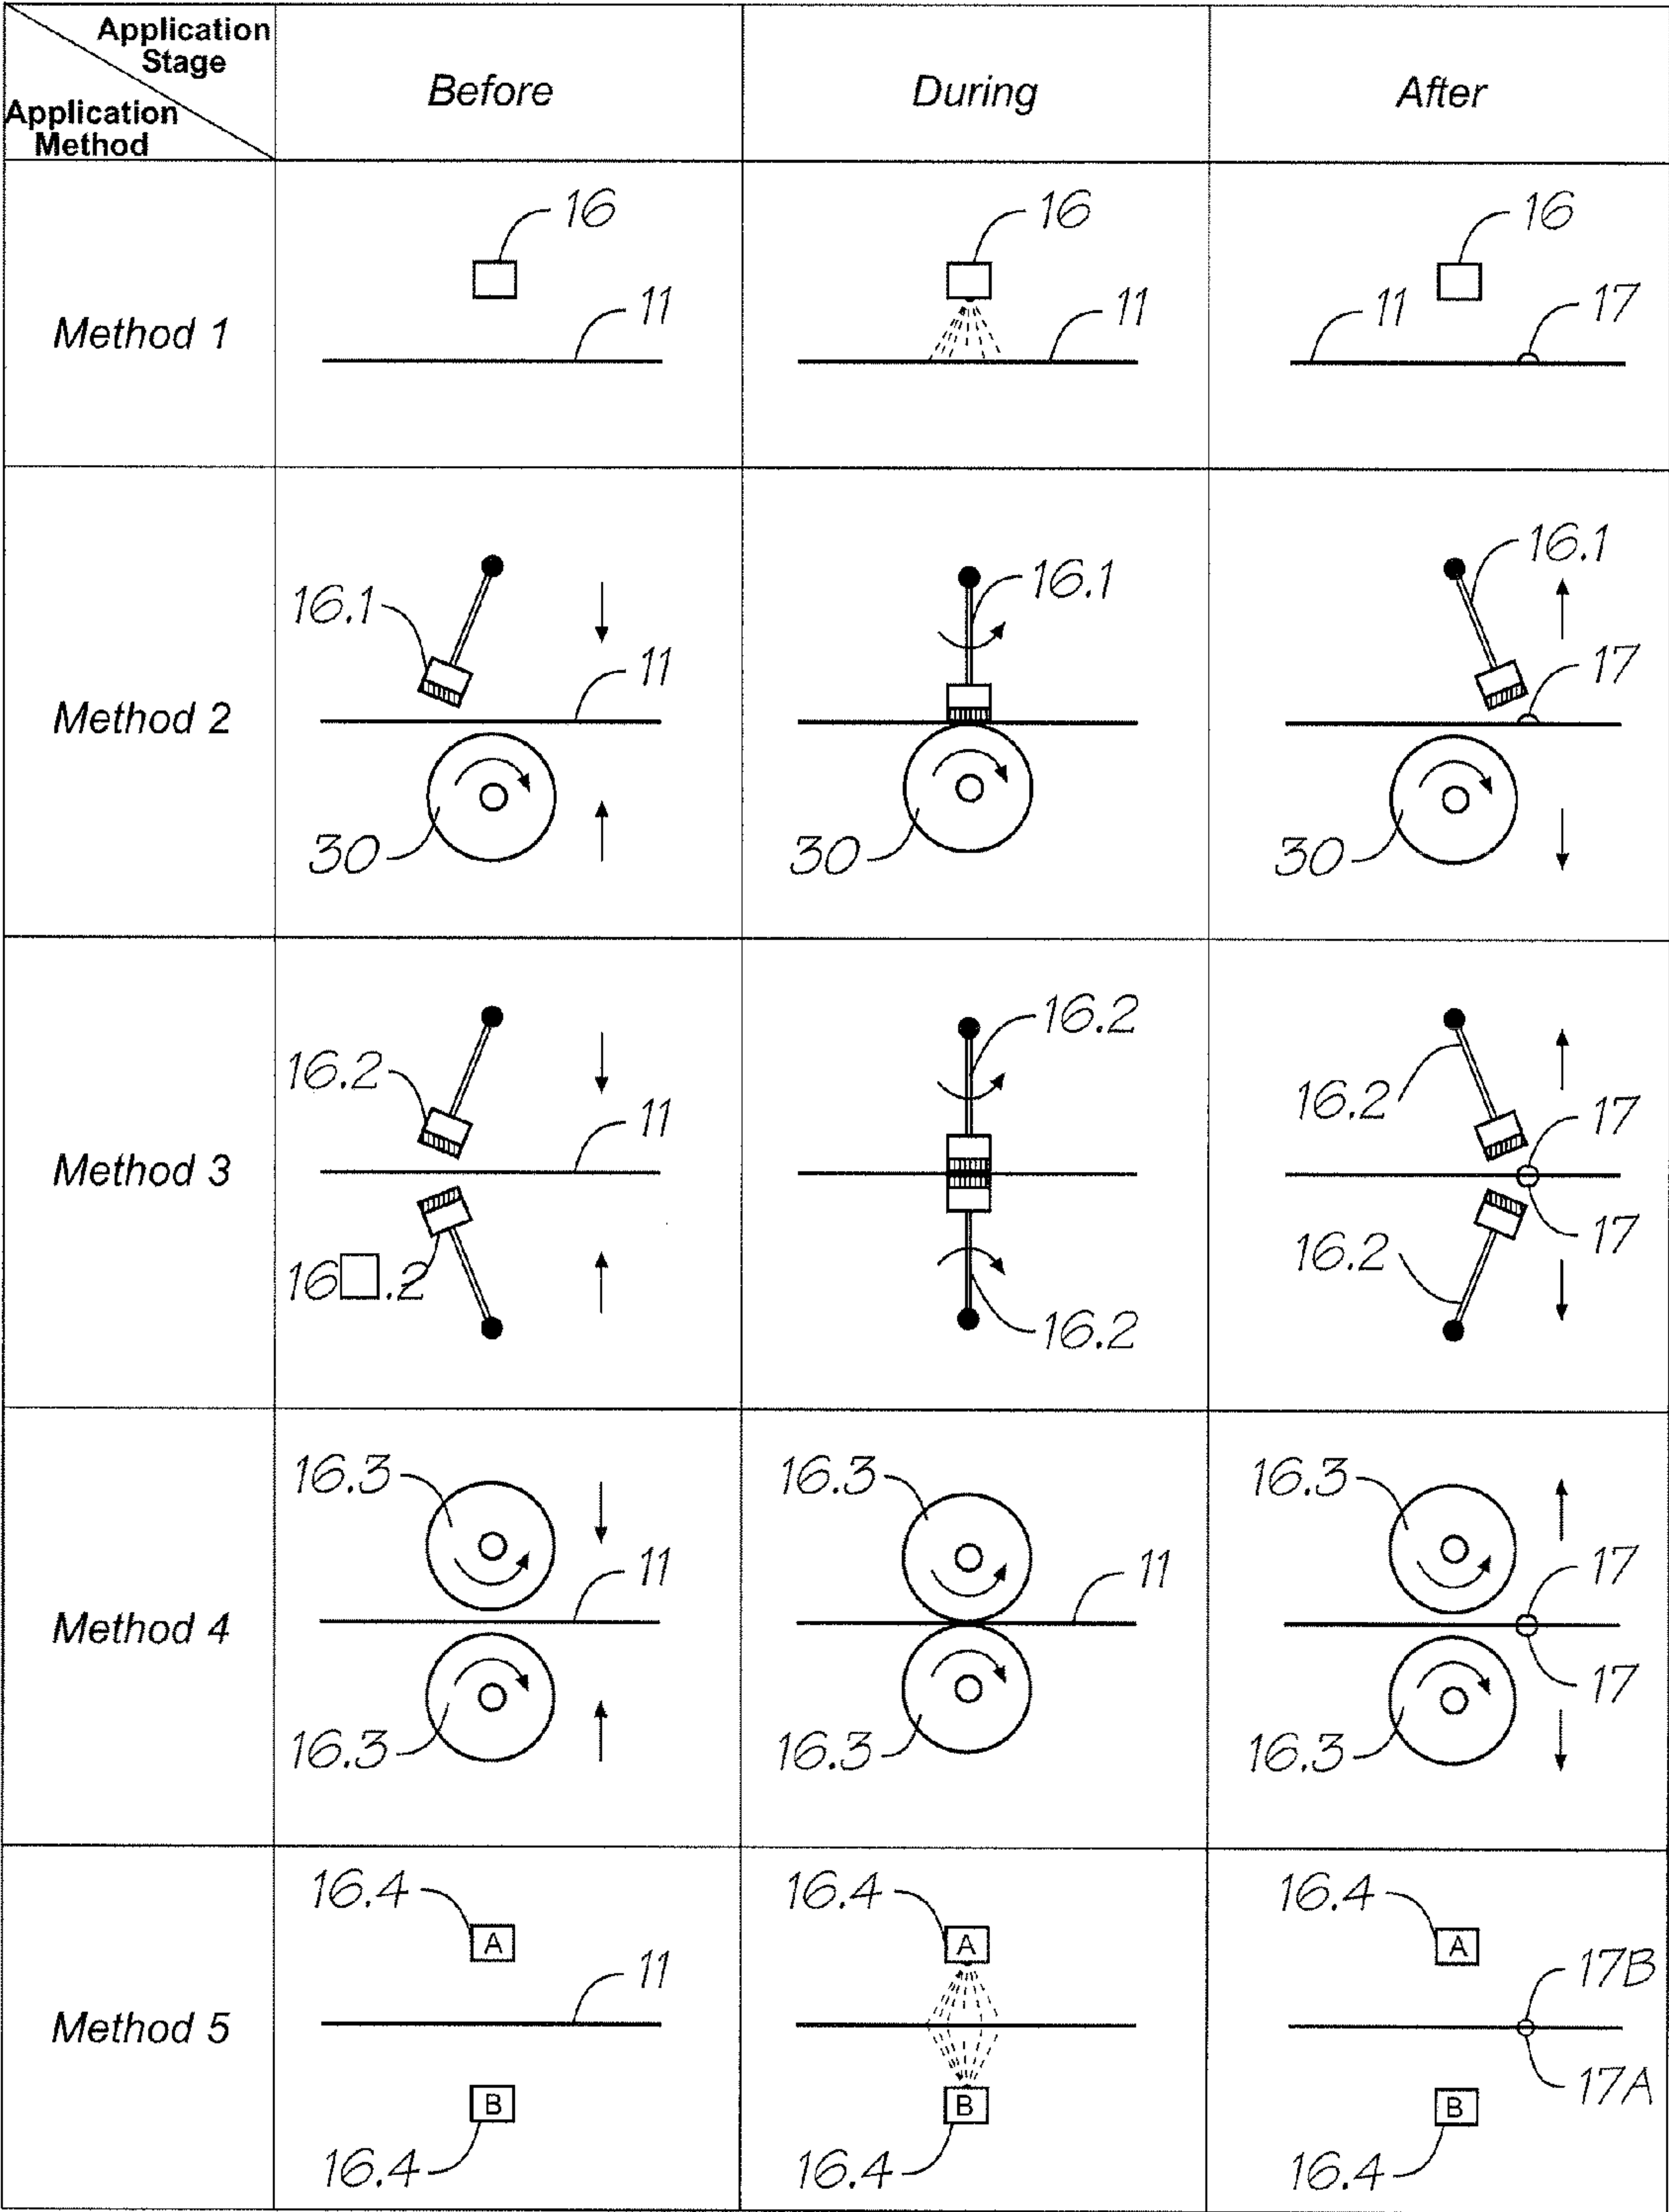 Application
Stage
Application
Method
Before
During
After
Method 1
16
11
16
11
16
11
17
Method 2
16.1
11
30
16.1
30
16.1
17
30
Method 3
16.2
11
16□.2
16.2
16.2
16.2
17
17
16.2
Method 4
16.3
11
16.3
16.3
11
16.3
16.3
17
17
16.3
Method 5
16.4
A
11
B
16.4
16.4
A
B
16.4
16.4
A
17B
17A
B
16.4